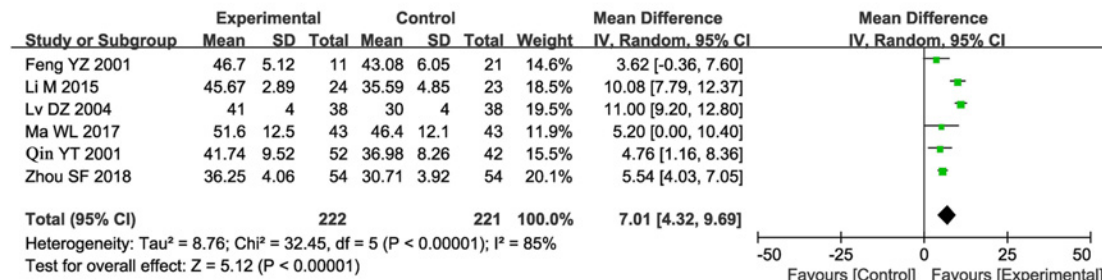 Experimental Control Mean Difference Mean Difference
Study or Subgroup Mean SD Total Mean SD Total Weight IV, Random, 95% CI IV, Random, 95% CI
Feng YZ 2001 46.7 5.12 11 43.08 6.05 21 14.6% 3.62 [-0.36, 7.60]
Li M 2015 45.67 2.89 24 35.59 4.85 23 18.5% 10.08 [7.79, 12.37]
Lv DZ 2004 41 4 38 30 4 38 19.5% 11.00 [9.20, 12.80]
Ma WL 2017 51.6 12.5 43 46.4 12.1 43 11.9% 5.20 [0.00, 10.40]
Qin YT 2001 41.74 9.52 52 36.98 8.26 42 15.5% 4.76 [1.16, 8.36]
Zhou SF 2018 36.25 4.06 54 30.71 3.92 54 20.1% 5.54 [4.03, 7.05]
Total (95% CI) 222 221 100.0% 7.01 [4.32, 9.69]
Heterogeneity: Tau² = 8.76; Chi² = 32.45, df = 5 (P < 0.00001); I² = 85%
Test for overall effect: Z = 5.12 (P < 0.00001)
-50 -25 0 25 50
Favours [Control] Favours [Experimental]